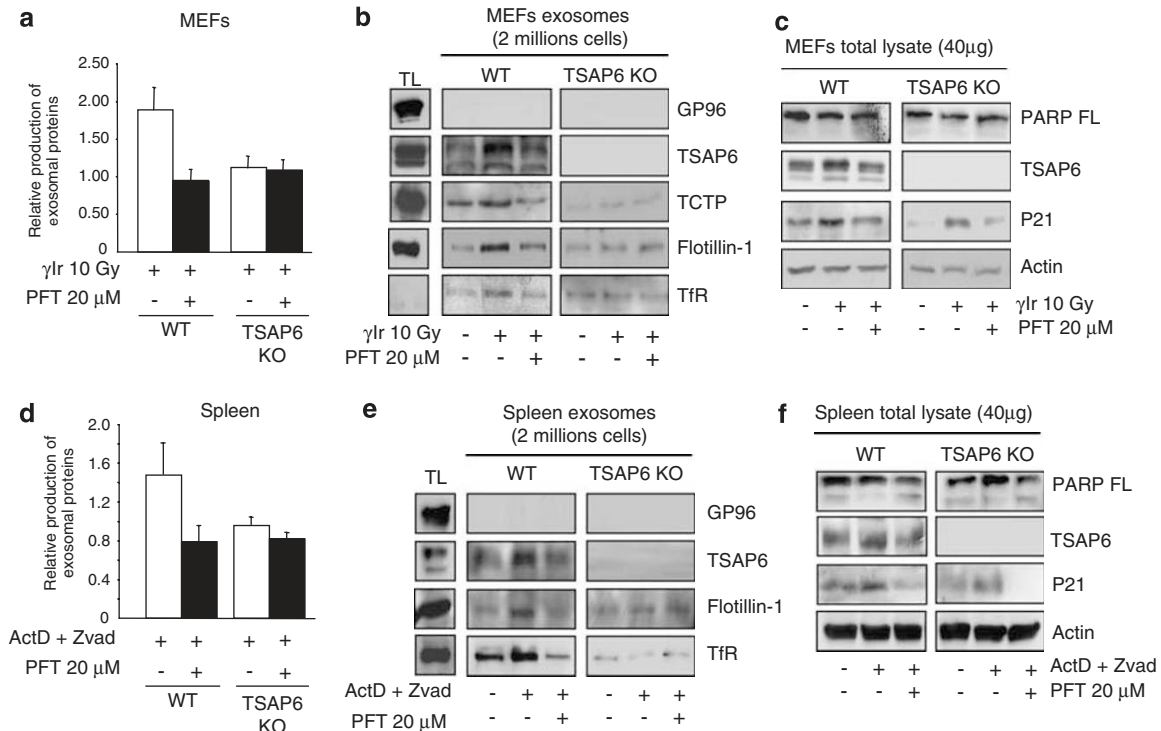 a
MEFs
Relative production of
exosomal proteins
2.50
2.00
1.50
1.00
0.50
0
γIr 10 Gy + + + +
PFT 20 μM - + - +
WT TSAP6
KO
b
MEFs exosomes
(2 millions cells)
TL WT TSAP6 KO
GP96
TSAP6
TCTP
Flotillin-1
TfR
γIr 10 Gy - + + - + +
PFT 20 μM - - + - - +
c
MEFs total lysate (40μg)
WT TSAP6 KO
PARP FL
TSAP6
P21
Actin
- + + - + + γIr 10 Gy
- - + - - + PFT 20 μM
d
Spleen
Relative production of
exosomal proteins
2.0
1.6
1.2
0.8
0.4
0
ActD + Zvad + + + +
PFT 20 μM - + - +
WT TSAP6
KO
e
Spleen exosomes
(2 millions cells)
TL WT TSAP6 KO
GP96
TSAP6
Flotillin-1
TfR
ActD + Zvad - + + - + +
PFT 20 μM - - + - - +
f
Spleen total lysate (40μg)
WT TSAP6 KO
PARP FL
TSAP6
P21
Actin
- + + - + + ActD + Zvad
- - + - - + PFT 20 μM